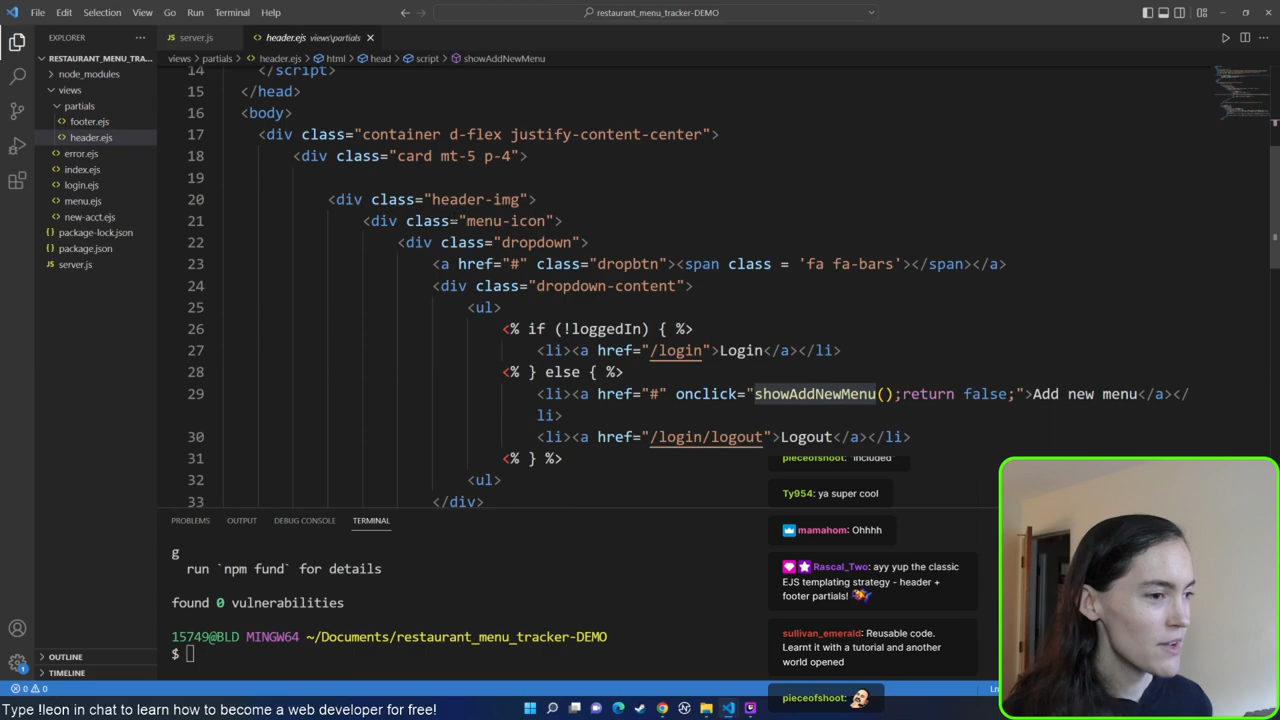 File Edit Selection View Go Run Terminal Help
restaurant_menu_tracker-DEMO
EXPLORER
server.js
header.ejs views\partials
RESTAURANT_MENU_TRA...
views > partials > header.ejs > html > head > script > showAddNewMenu
node_modules
views
partials
footer.ejs
header.ejs
error.ejs
index.ejs
login.ejs
menu.ejs
new-acct.ejs
package-lock.json
package.json
server.js
14 </script>
15 </head>
16 <body>
17 <div class="container d-flex justify-content-center">
18 <div class="card mt-5 p-4">
19
20 <div class="header-img">
21 <div class="menu-icon">
22 <div class="dropdown">
23 <a href="#" class="dropbtn"><span class = 'fa fa-bars'></span></a>
24 <div class="dropdown-content">
25 <ul>
26 <% if (!loggedIn) { %>
27 <li><a href="/login">Login</a></li>
28 <% } else { %>
29 <li><a href="#" onclick="showAddNewMenu();return false;">Add new menu</a></
li>
30 <li><a href="/login/logout">Logout</a></li>
31 <% } %>
32 <ul>
33 </div>
PROBLEMS OUTPUT DEBUG CONSOLE TERMINAL
g
run `npm fund` for details
found 0 vulnerabilities
15749@BLD MINGW64 ~/Documents/restaurant_menu_tracker-DEMO
$
pieceofshoot: included
Ty954: ya super cool
mamahom: Ohhhh
Rascal_Two: ayy yup the classic
EJS templating strategy - header +
footer partials!
sullivan_emerald: Reusable code.
Learnt it with a tutorial and another
world opened
pieceofshoot:
OUTLINE
TIMELINE
1
0 0
Ln
Type !leon in chat to learn how to become a web developer for free!